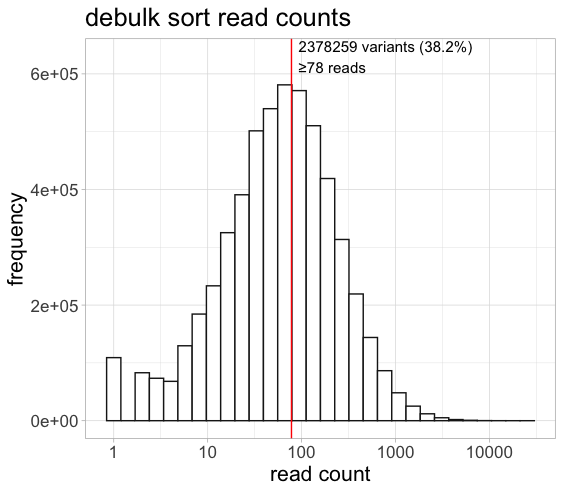 debulk sort read counts
2378259 variants (38.2%)
≥78 reads
6e+05
4e+05
2e+05
0e+00
frequency
1 10 100 1000 10000
read count